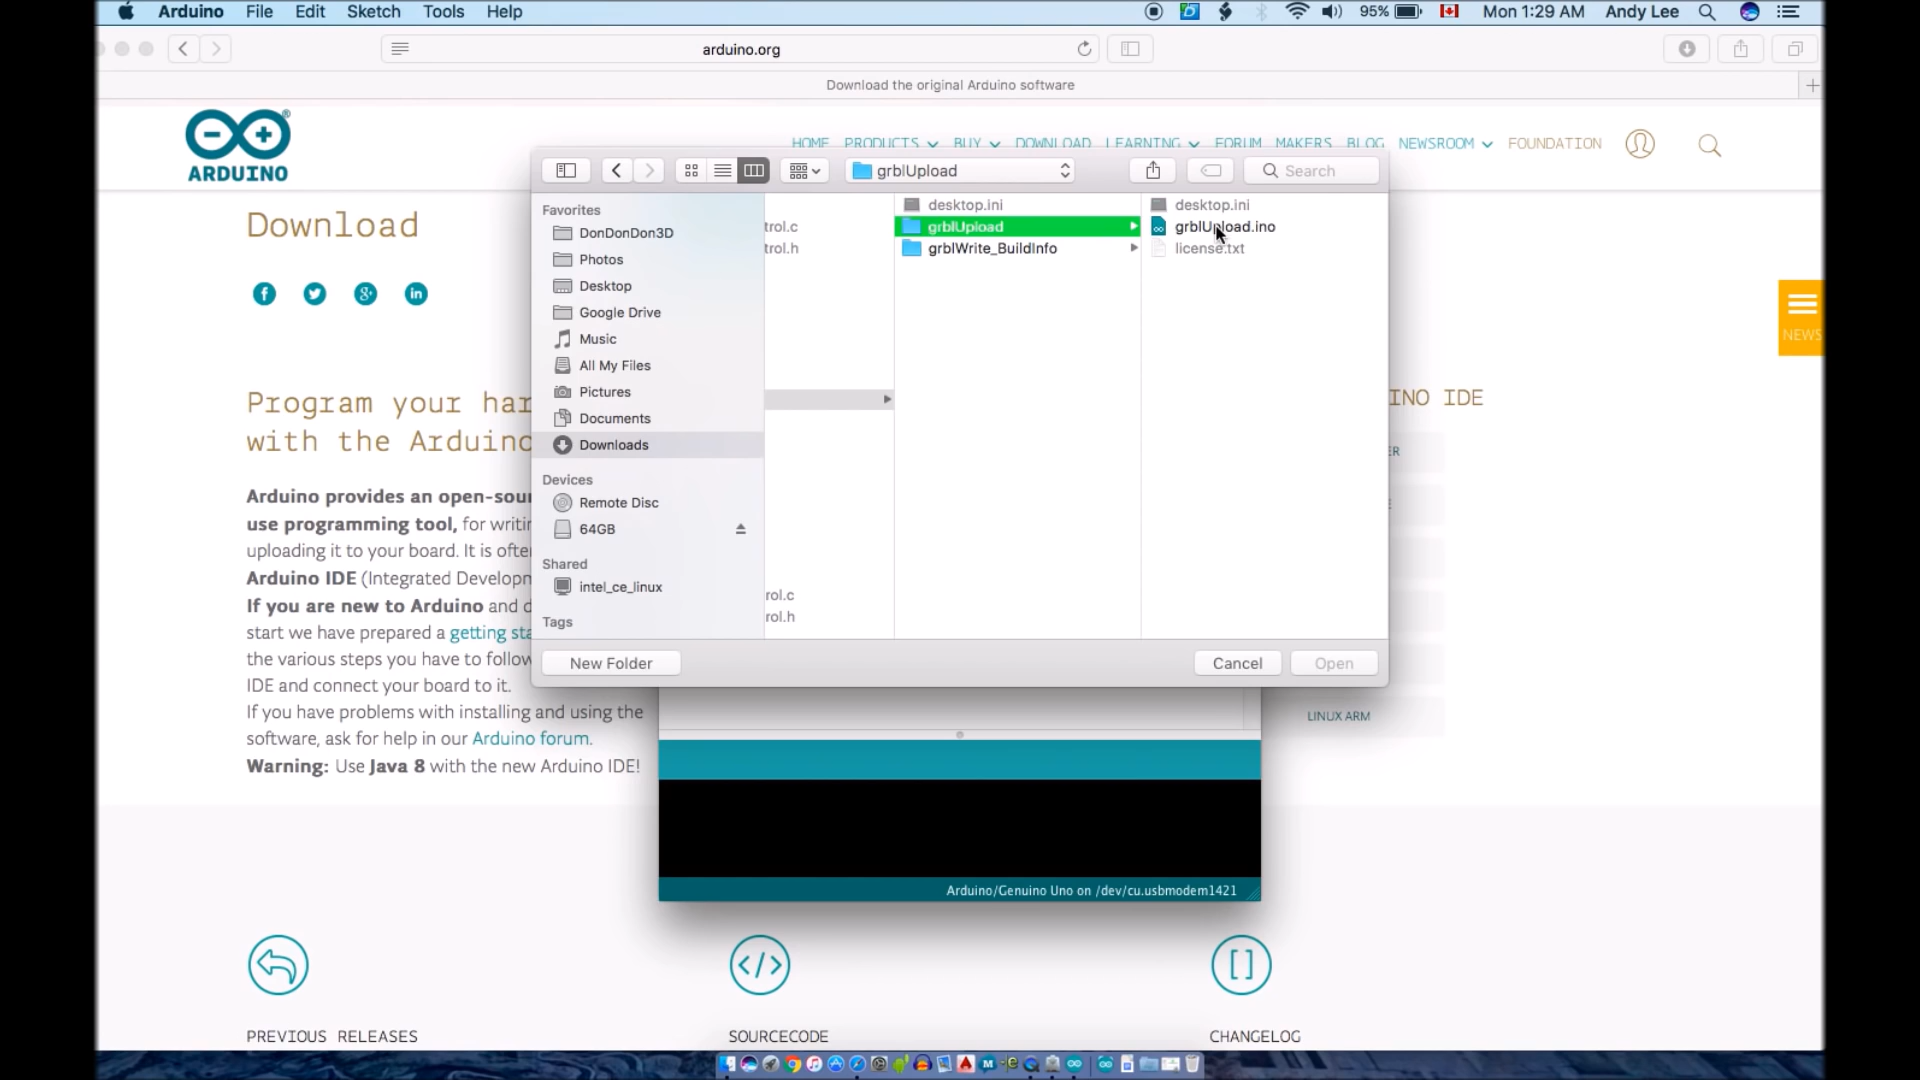 Arduino File Edit Sketch Tools Help
95% Mon 1:29 AM Andy Lee
arduino.org
Download the original Arduino software
ARDUINO
HOME PRODUCTS BUY DOWNLOAD LEARNING FORUM MAKERS BLOG NEWSROOM FOUNDATION
grblUpload
Search
Download
Favorites
DonDonDon3D
Photos
Desktop
Google Drive
Music
All My Files
Pictures
Documents
Downloads
Devices
Remote Disc
64GB
Shared
intel_ce_linux
Tags
trol.c
trol.h
rol.c
rol.h
desktop.ini
grblUpload
grblWrite_BuildInfo
desktop.ini
grblUpload.ino
license.txt
New Folder
Cancel
Open
NEWS
Program your har
with the Arduino
INO IDE
ER
Arduino provides an open-sour
use programming tool, for writin
uploading it to your board. It is ofte
Arduino IDE (Integrated Developm
If you are new to Arduino and d
start we have prepared a getting sta
the various steps you have to follow
IDE and connect your board to it.
If you have problems with installing and using the
software, ask for help in our Arduino forum.
Warning: Use Java 8 with the new Arduino IDE!
LINUX ARM
Arduino/Genuino Uno on /dev/cu.usbmodem1421
PREVIOUS RELEASES
SOURCECODE
CHANGELOG